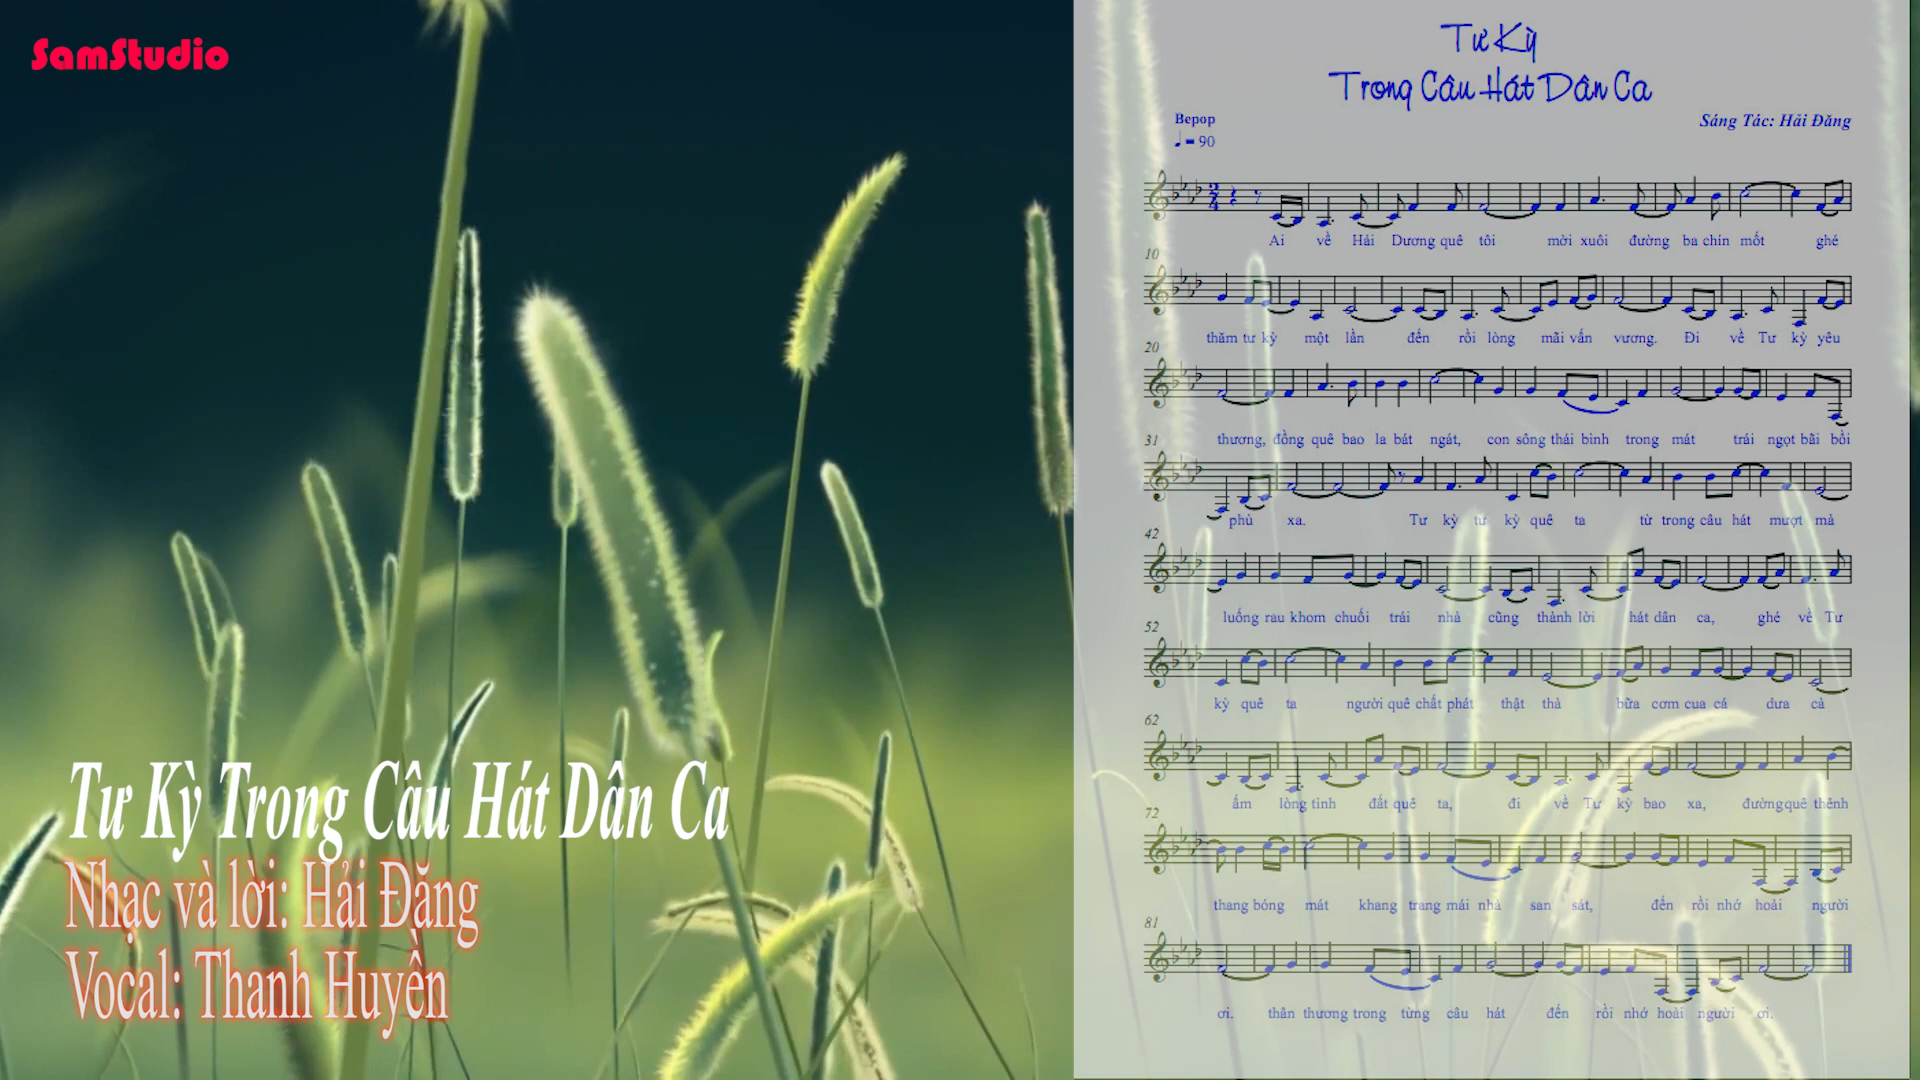 SamStudio
Tư Kỳ Trong Câu Hát Dân Ca
Nhạc và lời: Hải Đăng
Vocal: Thanh Huyền
Tư Kỳ
Trong Câu Hát Dân Ca
Bepop
Sáng Tác: Hải Đăng
♩ = 90
2/4
Ai về Hải Dương quê tôi mời xuôi đường ba chín mốt ghé
10
thăm tư kỳ một lần đến rồi lòng mãi vấn vương. Đi về Tư kỳ yêu
20
thương, đồng quê bao la bát ngát, con sông thái bình trong mát trái ngọt bãi bồi
31
phù xa. Tư kỳ tứ kỳ quê ta từ trong câu hát mượt mà
42
luống rau khom chuối trái nhà cũng thành lời hát dân ca, ghé về Tư
52
kỳ quê ta người quê chất phát thật thà bữa cơm cua cá dưa cà
62
ấm lòng tình đất quê ta, đi về Tư kỳ bao xa, đường quê thênh
72
thang bóng mát khang trang mái nhà san sát, đến rồi nhớ hoài người
81
ơi. thân thương trong từng câu hát đến rồi nhớ hoài người ơi.